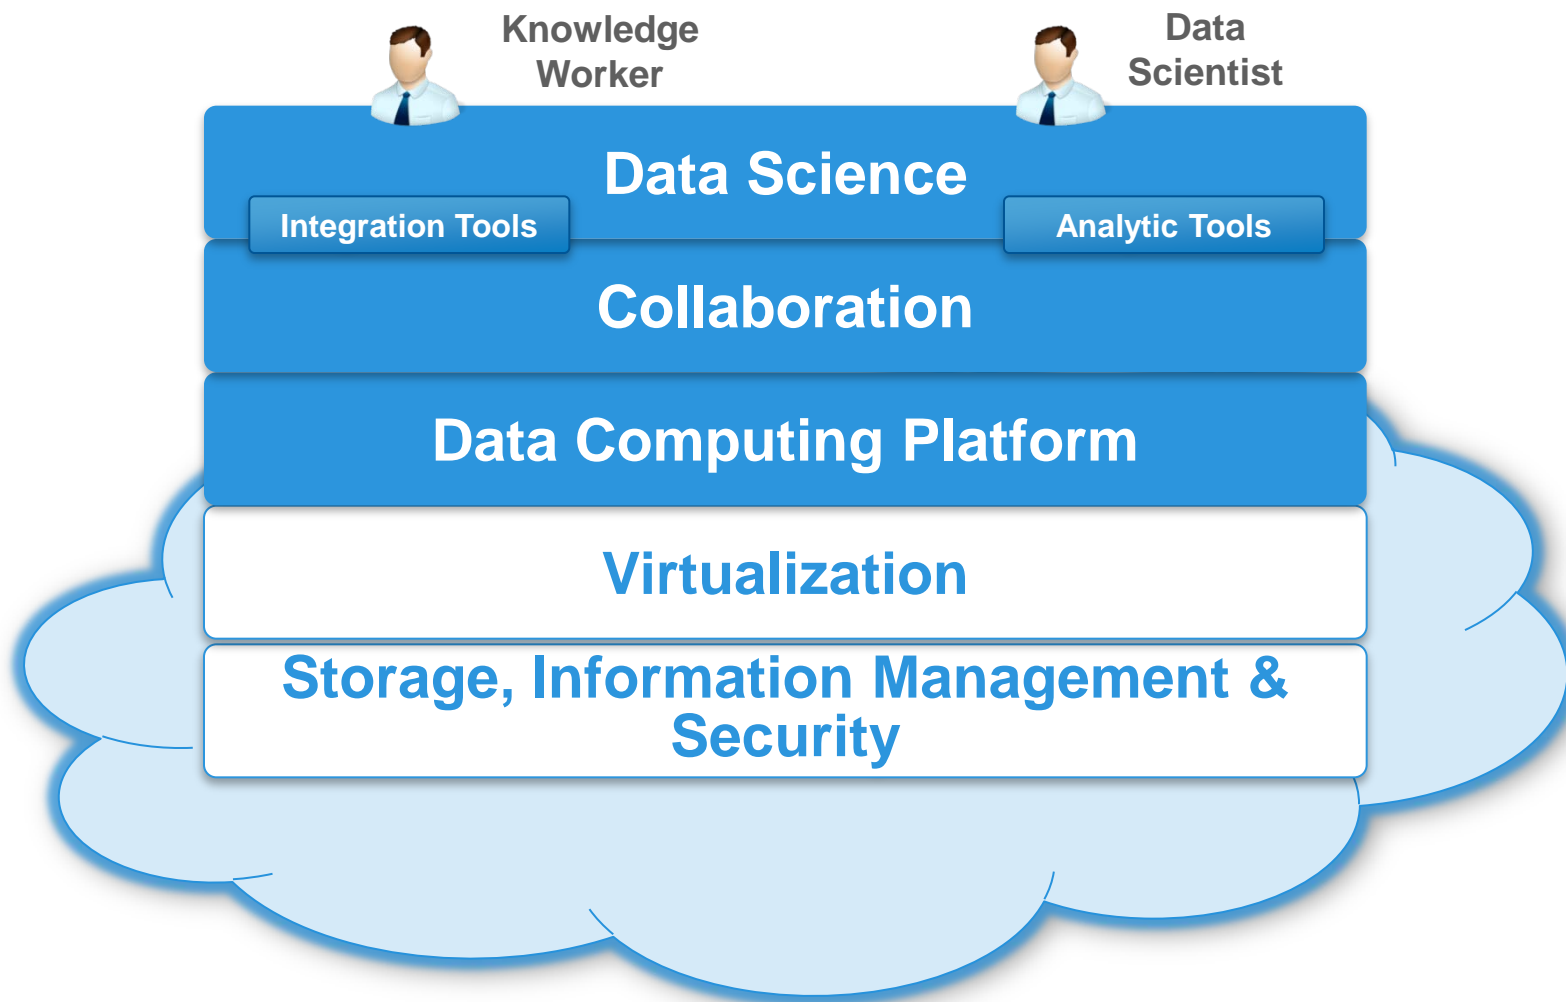 Knowledge
Worker
Data
Scientist
Data Science
Integration Tools
Analytic Tools
Collaboration
Data Computing Platform
Virtualization
Storage, Information Management &
Security